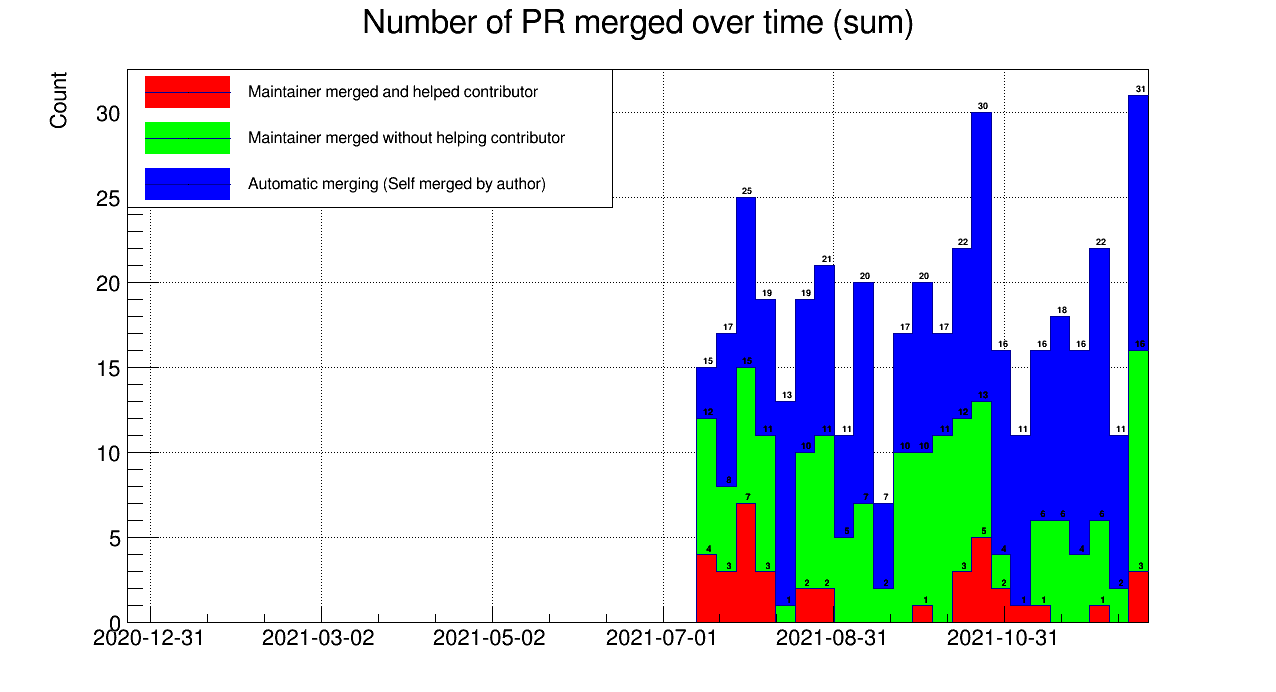 Number of PR merged over time (sum)
Count
Maintainer merged and helped contributor
Maintainer merged without helping contributor
Automatic merging (Self merged by author)
30
25
20
15
10
5
0
31
30
25
22 22
21
19 19 20 20
17 17 17 18
15 15 16 16 16 16
13 13
12 12
11 11 11 11 11 11
10 10 10
7 7 7
6 6 6
5 5
4 4 4
3 3 3 3
2 2 2 2 2
1 1 1 1 1
2020-12-31 2021-03-02 2021-05-02 2021-07-01 2021-08-31 2021-10-31